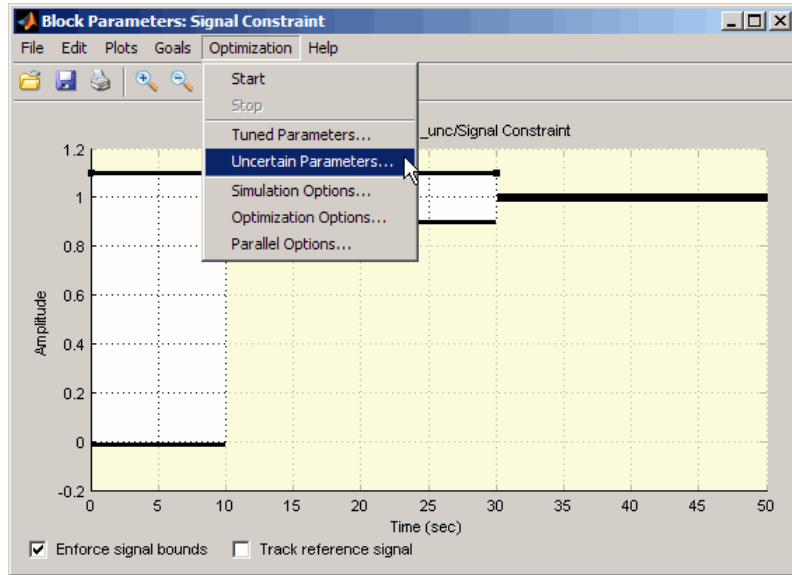 Block Parameters: Signal Constraint
File Edit Plots Goals Optimization Help
Start
Stop
Tuned Parameters...
Uncertain Parameters...
Simulation Options...
Optimization Options...
Parallel Options...
_unc/Signal Constraint
1.2
1
0.8
0.6
0.4
0.2
0
-0.2
Amplitude
0 5 10 15 20 25 30 35 40 45 50
Time (sec)
Enforce signal bounds Track reference signal